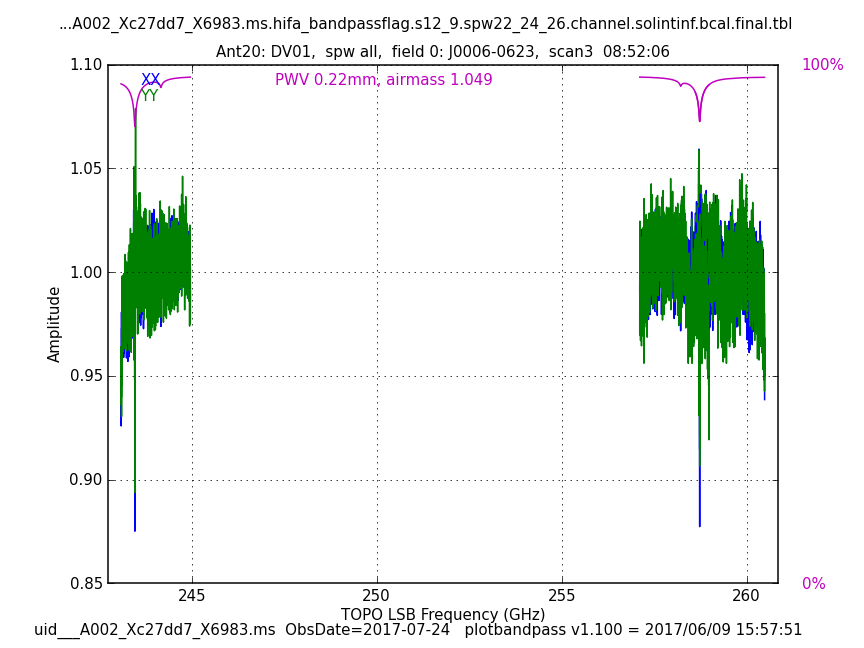 ...A002_Xc27dd7_X6983.ms.hifa_bandpassflag.s12_9.spw22_24_26.channel.solintinf.bcal.final.tbl
Ant20: DV01,  spw all,  field 0: J0006-0623,  scan3  08:52:06
1.10
XX
PWV 0.22mm, airmass 1.049
100%
YY
1.05
1.00
Amplitude
0.95
0.90
0.85
0%
245
250
255
260
TOPO LSB Frequency (GHz)
uid___A002_Xc27dd7_X6983.ms  ObsDate=2017-07-24   plotbandpass v1.100 = 2017/06/09 15:57:51